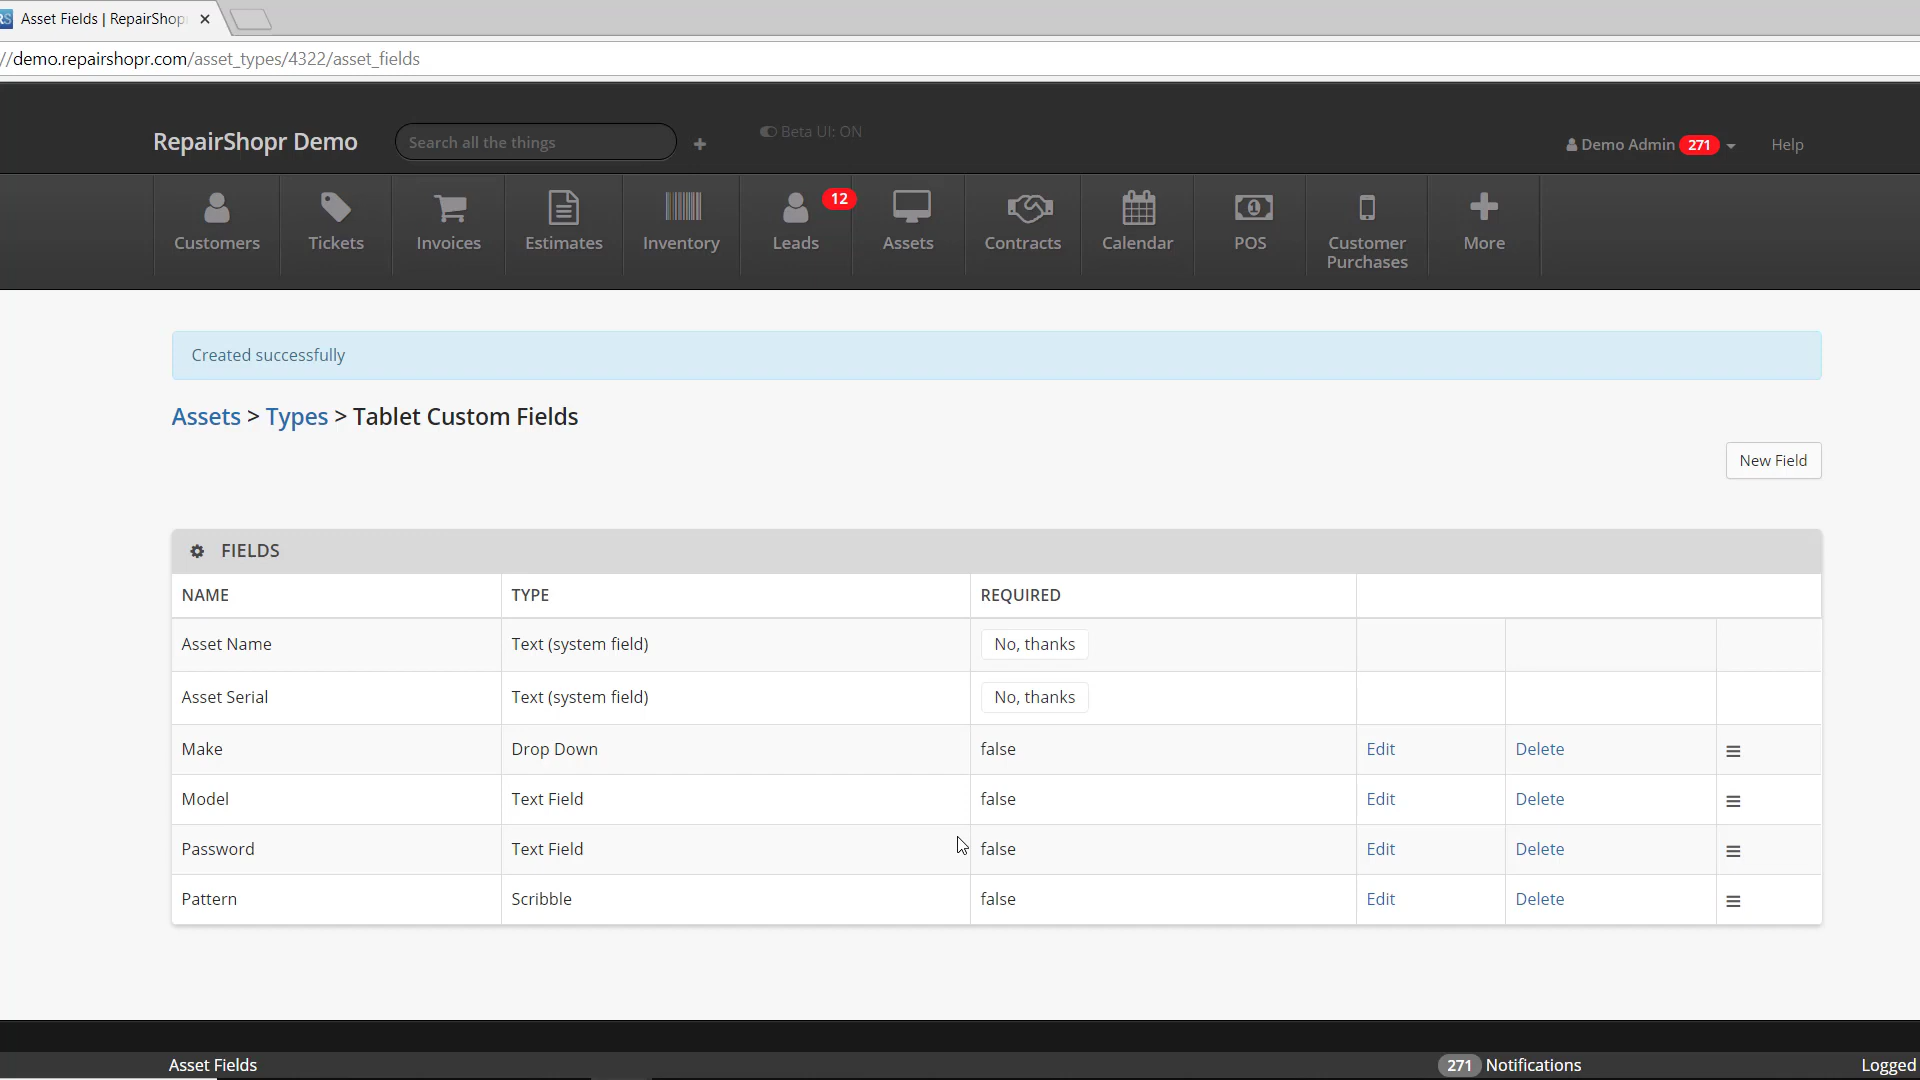 Asset Fields | RepairShop
//demo.repairshopr.com/asset_types/4322/asset_fields
RepairShopr Demo
Search all the things
Beta UI: ON
Demo Admin 271
Help
Customers
Tickets
Invoices
Estimates
Inventory
Leads
12
Assets
Contracts
Calendar
POS
Customer
Purchases
More
Created successfully
Assets > Types > Tablet Custom Fields
New Field
FIELDS
NAME TYPE REQUIRED
Asset Name Text (system field) No, thanks
Asset Serial Text (system field) No, thanks
Make Drop Down false Edit Delete
Model Text Field false Edit Delete
Password Text Field false Edit Delete
Pattern Scribble false Edit Delete
Asset Fields
271 Notifications
Logged